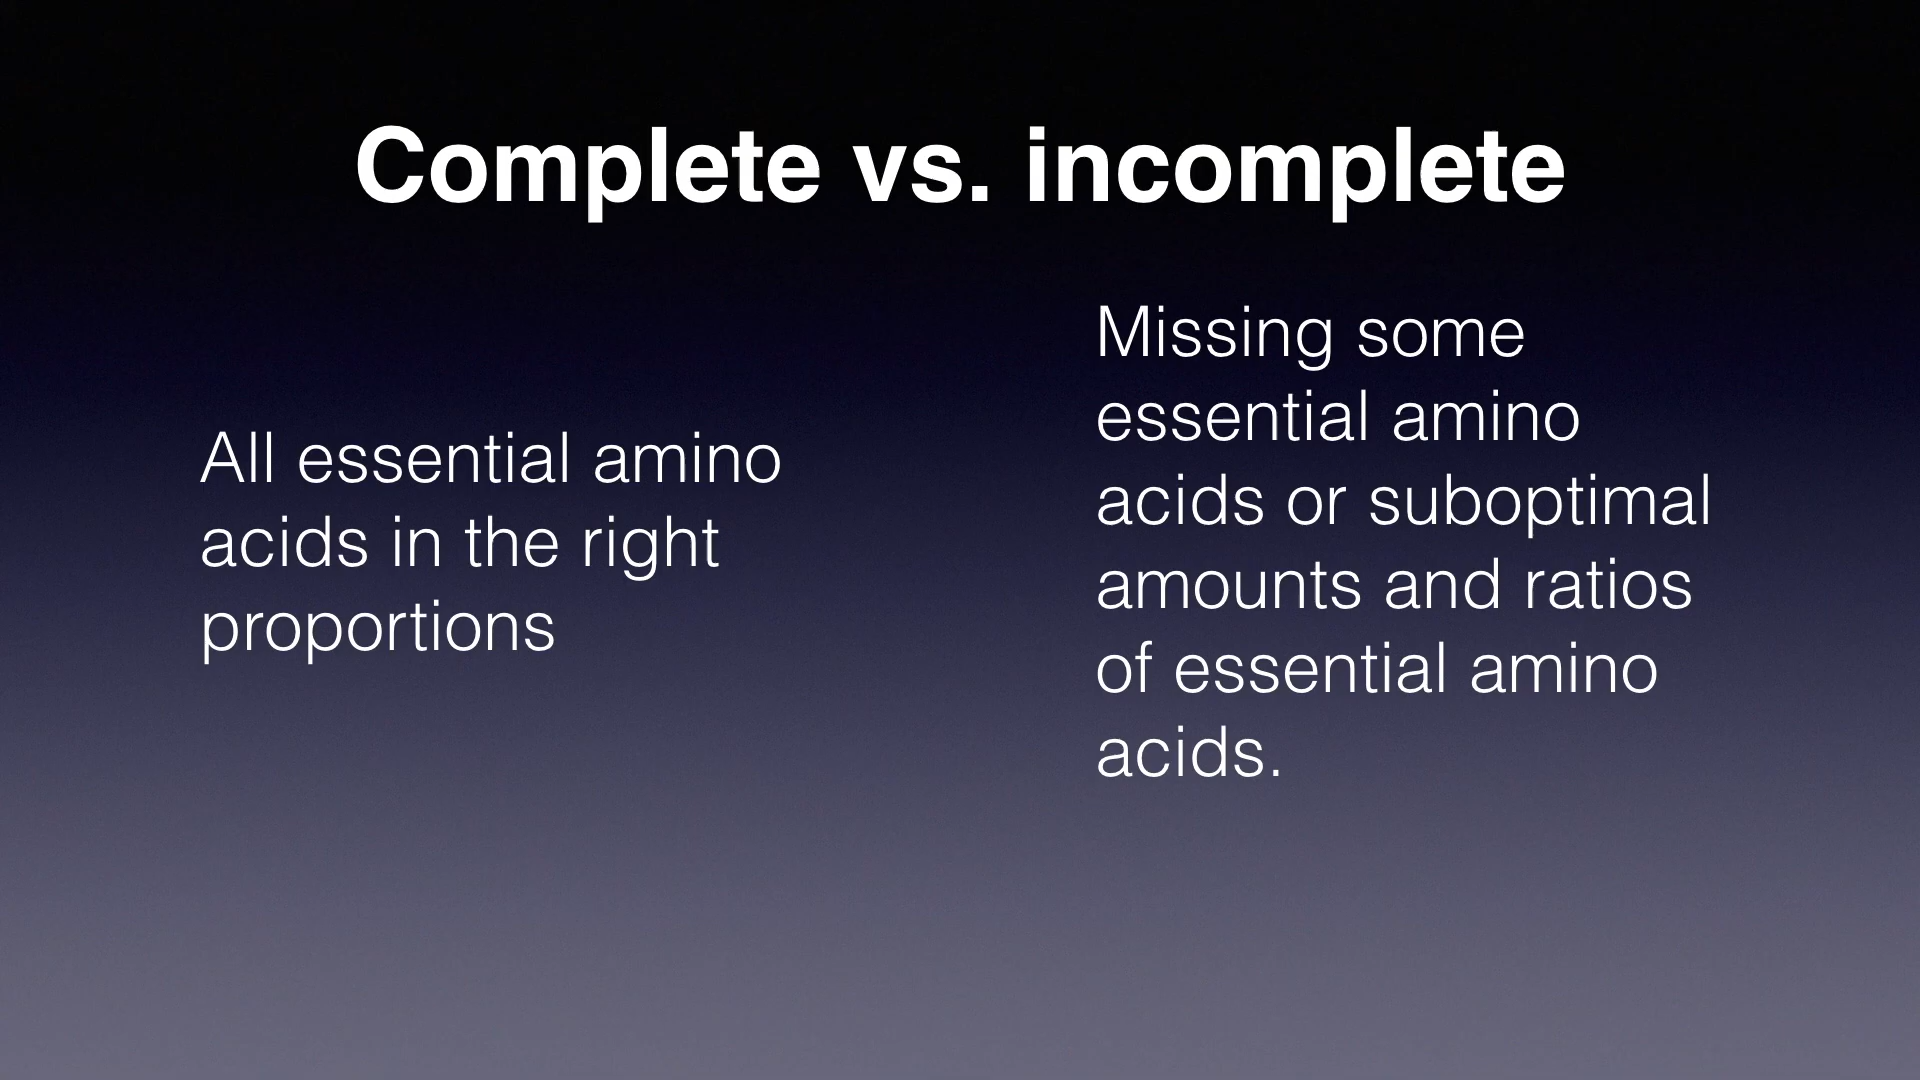 Complete vs. incomplete
All essential amino
acids in the right
proportions
Missing some
essential amino
acids or suboptimal
amounts and ratios
of essential amino
acids.